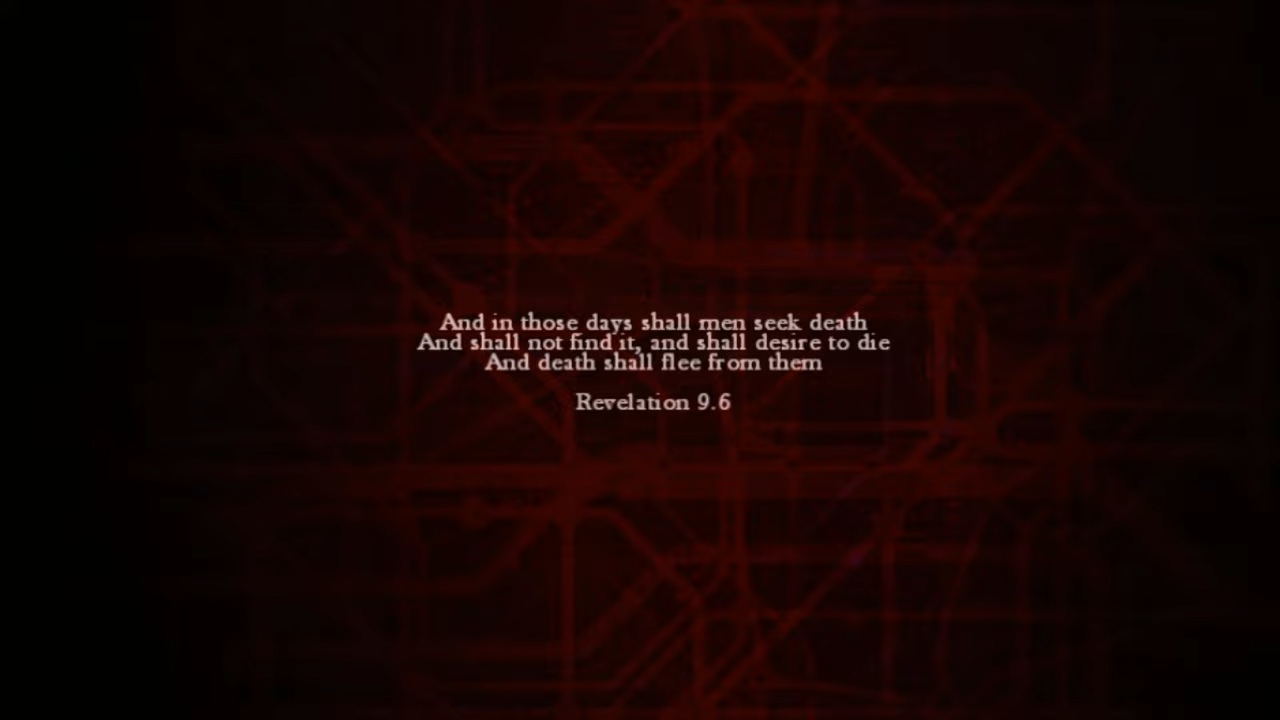 And in those days shall men seek death
And shall not find it, and shall desire to die
And death shall flee from them
Revelation 9.6